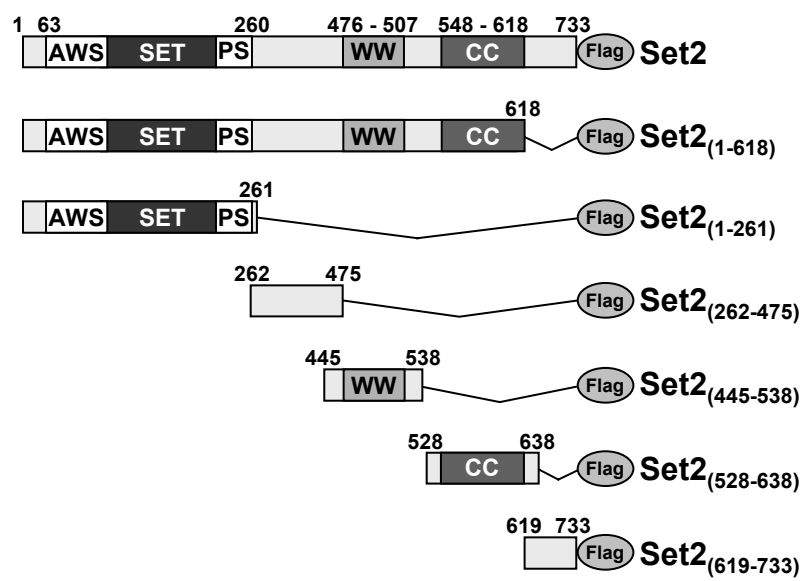 1 63 260 476 - 507 548 - 618 733
AWS SET PS WW CC Flag Set2
618
AWS SET PS WW CC Flag Set2(1-618)
261
AWS SET PS Flag Set2(1-261)
262 475
Flag Set2(262-475)
445 538
WW Flag Set2(445-538)
528 638
CC Flag Set2(528-638)
619 733
Flag Set2(619-733)